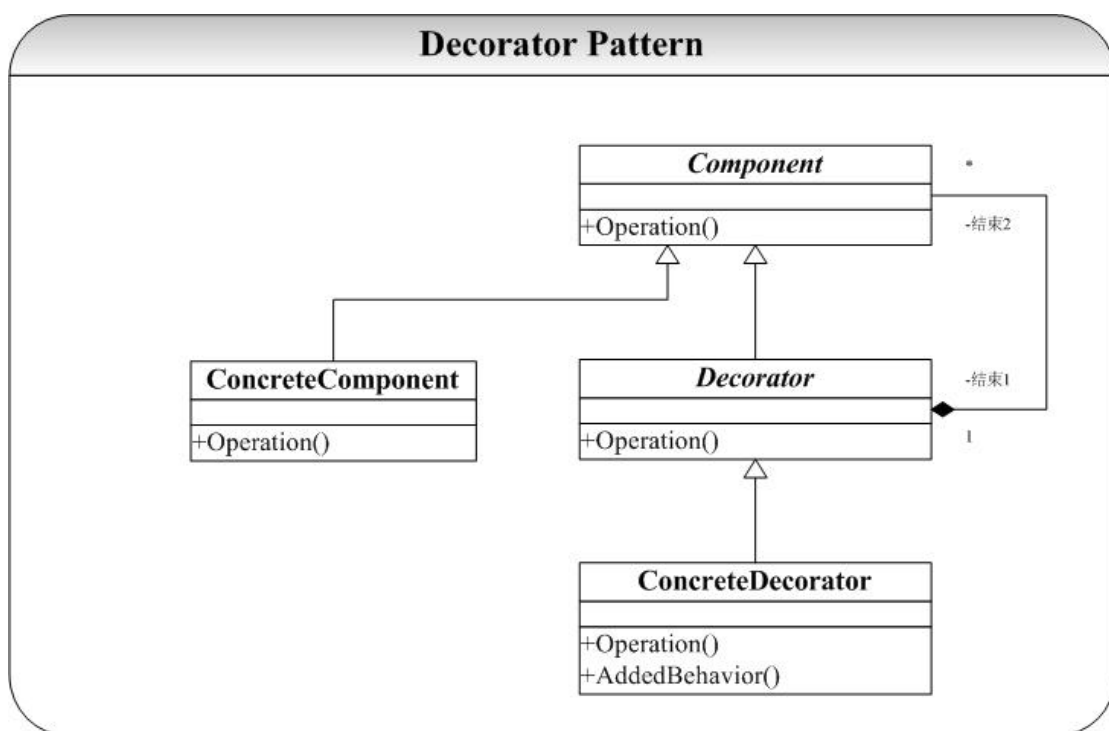 Decorator Pattern
Component
*
+Operation()
-结束2
ConcreteComponent
+Operation()
Decorator
-结束1
+Operation()
1
ConcreteDecorator
+Operation()
+AddedBehavior()